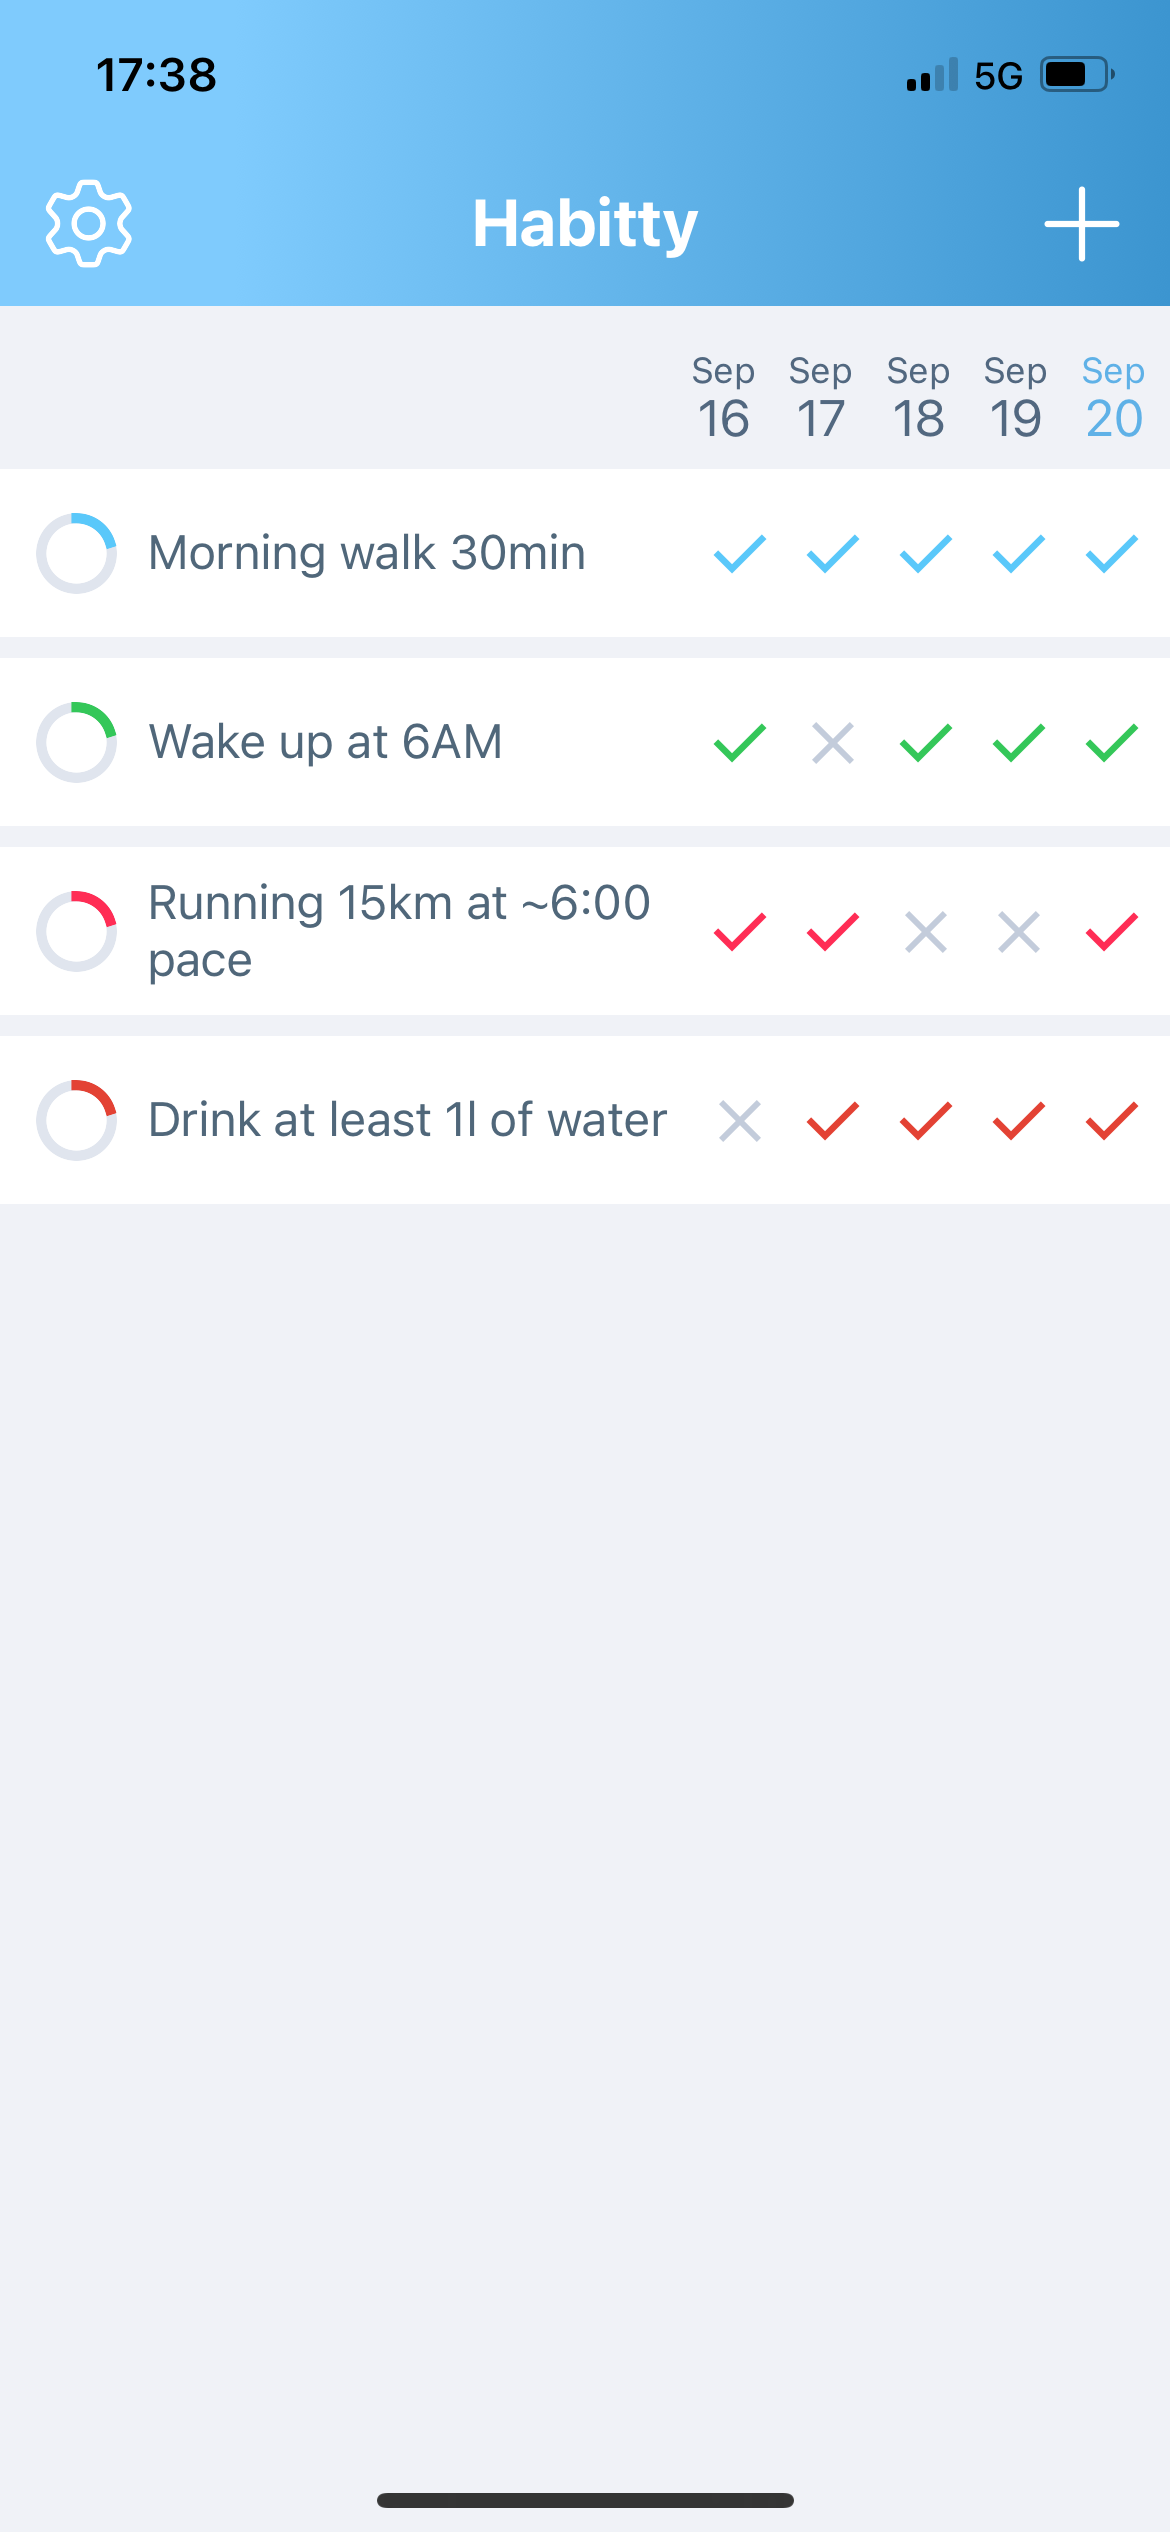 17:38
5G
Habitty
Sep Sep Sep Sep Sep
16 17 18 19 20
Morning walk 30min
Wake up at 6AM
Running 15km at ~6:00
pace
Drink at least 1l of water